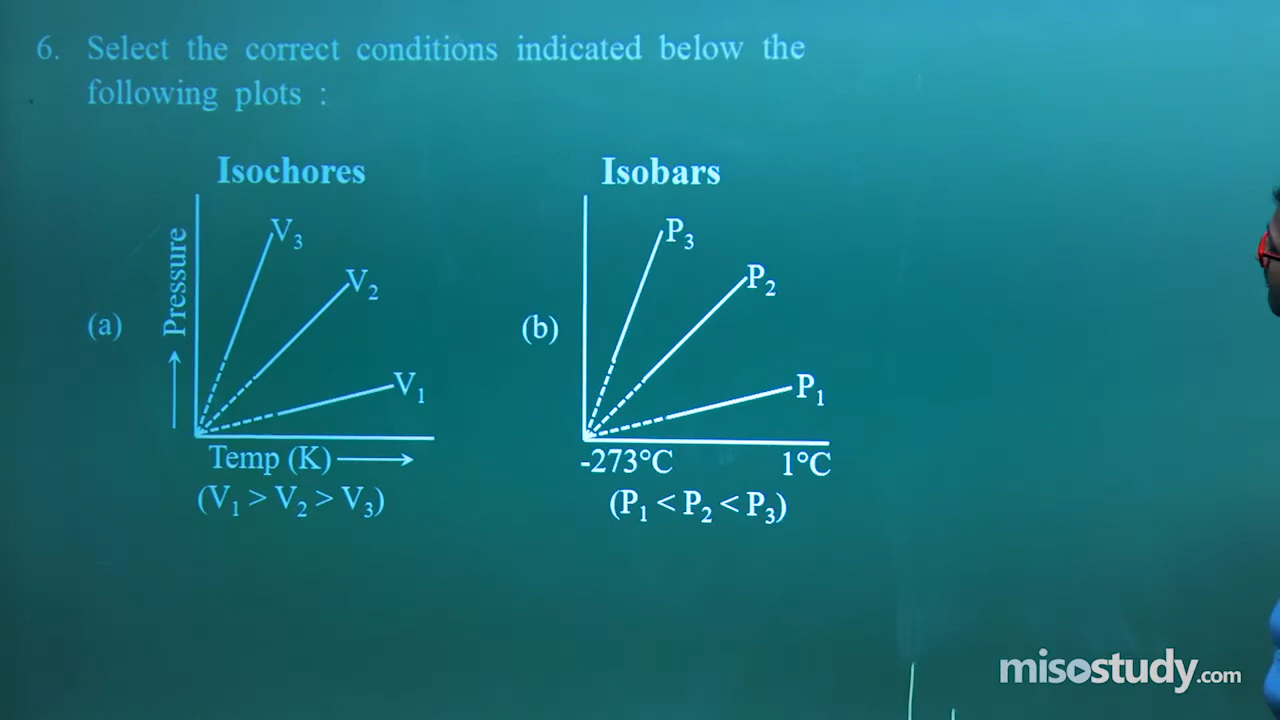 6. Select the correct conditions indicated below the
following plots :
Isochores
Isobars
(a)
Pressure
V3
V2
V1
Temp (K)
(V1 > V2 > V3)
(b)
P3
P2
P1
-273°C 1°C
(P1 < P2 < P3)
misostudy.com